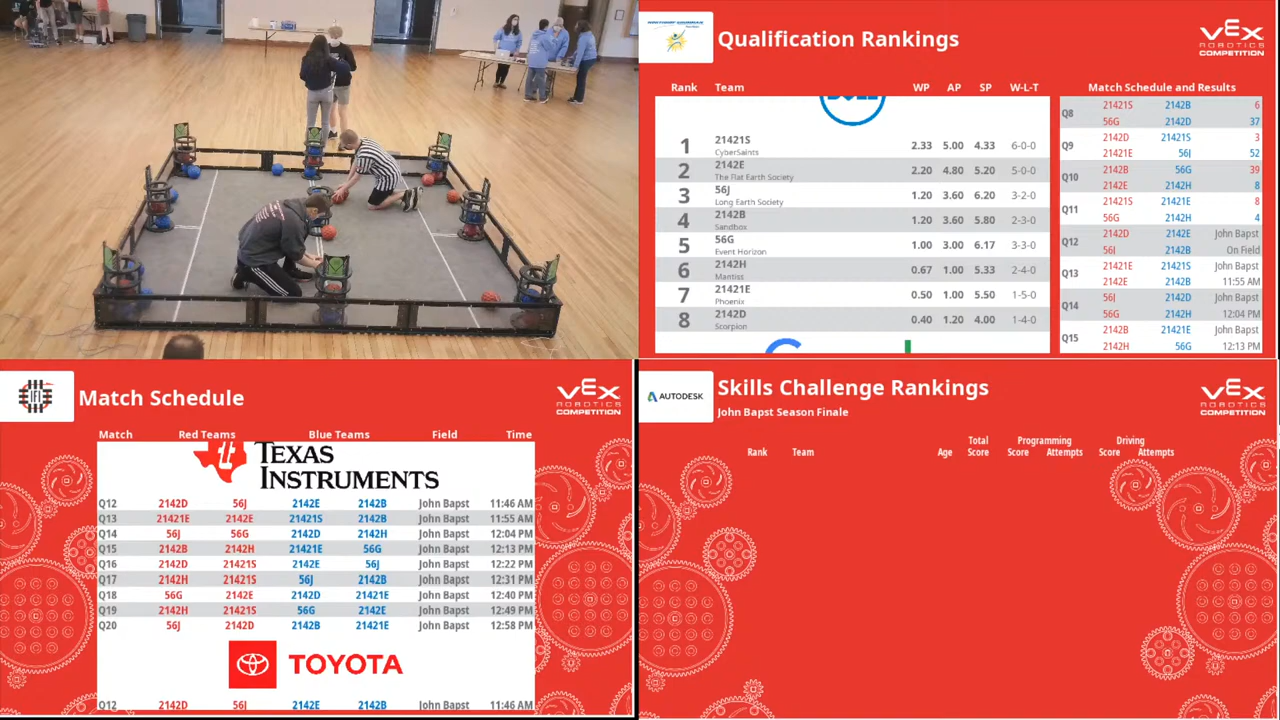 Qualification Rankings
VEX
ROBOTICS
COMPETITION
Rank Team WP AP SP W-L-T
1 21421S CyberSaints 2.33 5.00 4.33 6-0-0
2 2142E The Flat Earth Society 2.20 4.80 5.20 5-0-0
3 56J Long Earth Society 1.20 3.60 6.20 3-2-0
4 2142B Sandbox 1.20 3.60 5.80 2-3-0
5 56G Event Horizon 1.00 3.00 6.17 3-3-0
6 2142H Mantiss 0.67 1.00 5.33 2-4-0
7 21421E Phoenix 0.50 1.00 5.50 1-5-0
8 2142D Scorpion 0.40 1.20 4.00 1-4-0
Match Schedule and Results
Q8 21421S 2142B 6
56G 2142D 37
Q9 2142D 21421S 3
21421E 56J 52
Q10 2142B 56G 39
2142E 2142H 8
Q11 21421S 21421E 8
56G 2142H 4
Q12 2142D 2142E John Bapst
56J 2142B On Field
Q13 21421E 21421S John Bapst
2142E 2142B 11:55 AM
Q14 56J 2142D John Bapst
56G 2142H 12:04 PM
Q15 2142B 21421E John Bapst
2142H 56G 12:13 PM
IFI
Match Schedule
VEX
ROBOTICS
COMPETITION
Match Red Teams Blue Teams Field Time
TEXAS
INSTRUMENTS
Q12 2142D 56J 2142E 2142B John Bapst 11:46 AM
Q13 21421E 2142E 21421S 2142B John Bapst 11:55 AM
Q14 56J 56G 2142D 2142H John Bapst 12:04 PM
Q15 2142B 2142H 21421E 56G John Bapst 12:13 PM
Q16 2142D 21421S 2142E 56J John Bapst 12:22 PM
Q17 2142H 21421S 56J 2142B John Bapst 12:31 PM
Q18 56G 2142E 2142D 21421E John Bapst 12:40 PM
Q19 2142H 21421S 56G 2142E John Bapst 12:49 PM
Q20 56J 2142D 2142B 21421E John Bapst 12:58 PM
TOYOTA
Q12 2142D 56J 2142E 2142B John Bapst 11:46 AM
AUTODESK
Skills Challenge Rankings
John Bapst Season Finale
VEX
ROBOTICS
COMPETITION
Total Programming Driving
Rank Team Age Score Score Attempts Score Attempts